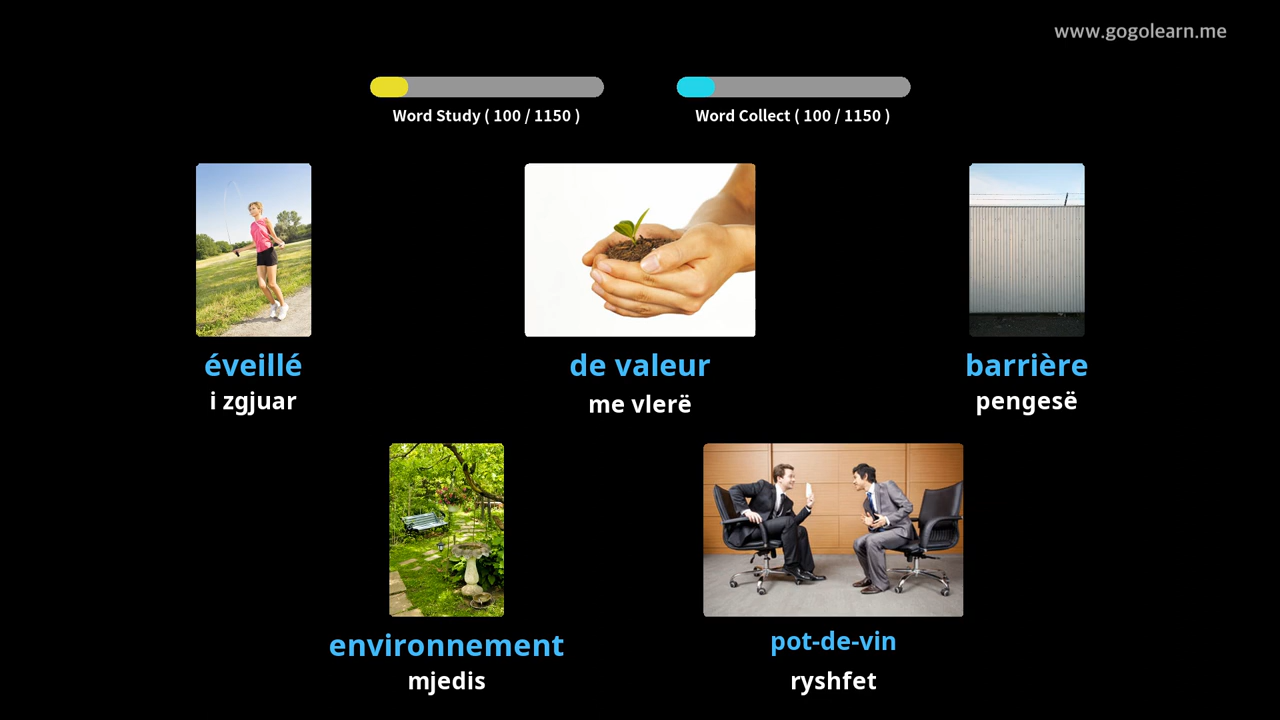 www.gogolearn.me
Word Study ( 100 / 1150 )
Word Collect ( 100 / 1150 )
éveillé
i zgjuar
de valeur
me vlerë
barrière
pengesë
environnement
mjedis
pot-de-vin
ryshfet